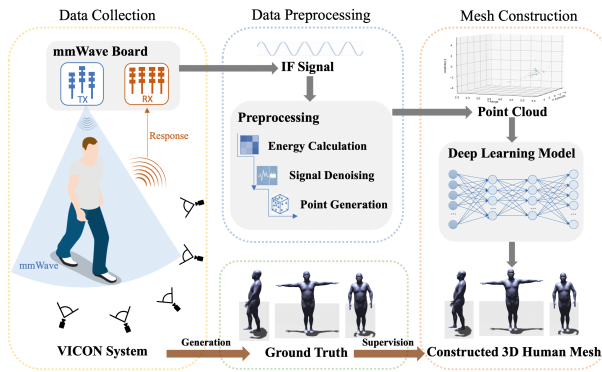 Data Collection
Data Preprocessing
Mesh Construction
mmWave Board
TX
RX
Response
mmWave
VICON System
IF Signal
Preprocessing
Energy Calculation
Signal Denoising
Point Generation
Point Cloud
Deep Learning Model
...
...
...
...
Generation
Ground Truth
Supervision
Constructed 3D Human Mesh